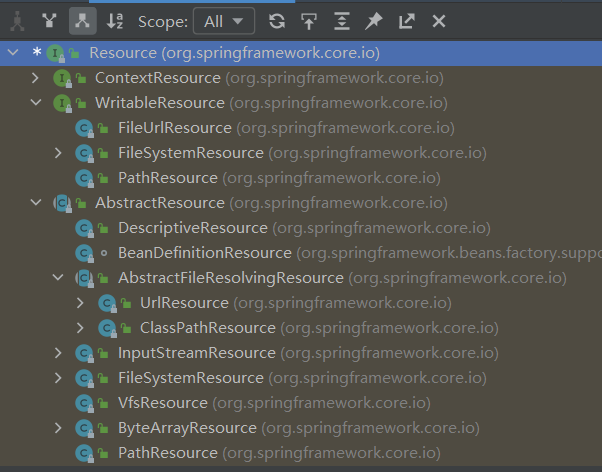 Scope: All
Resource (org.springframework.core.io)
ContextResource (org.springframework.core.io)
WritableResource (org.springframework.core.io)
FileUrlResource (org.springframework.core.io)
FileSystemResource (org.springframework.core.io)
PathResource (org.springframework.core.io)
AbstractResource (org.springframework.core.io)
DescriptiveResource (org.springframework.core.io)
BeanDefinitionResource (org.springframework.beans.factory.suppo
AbstractFileResolvingResource (org.springframework.core.io)
UrlResource (org.springframework.core.io)
ClassPathResource (org.springframework.core.io)
InputStreamResource (org.springframework.core.io)
FileSystemResource (org.springframework.core.io)
VfsResource (org.springframework.core.io)
ByteArrayResource (org.springframework.core.io)
PathResource (org.springframework.core.io)